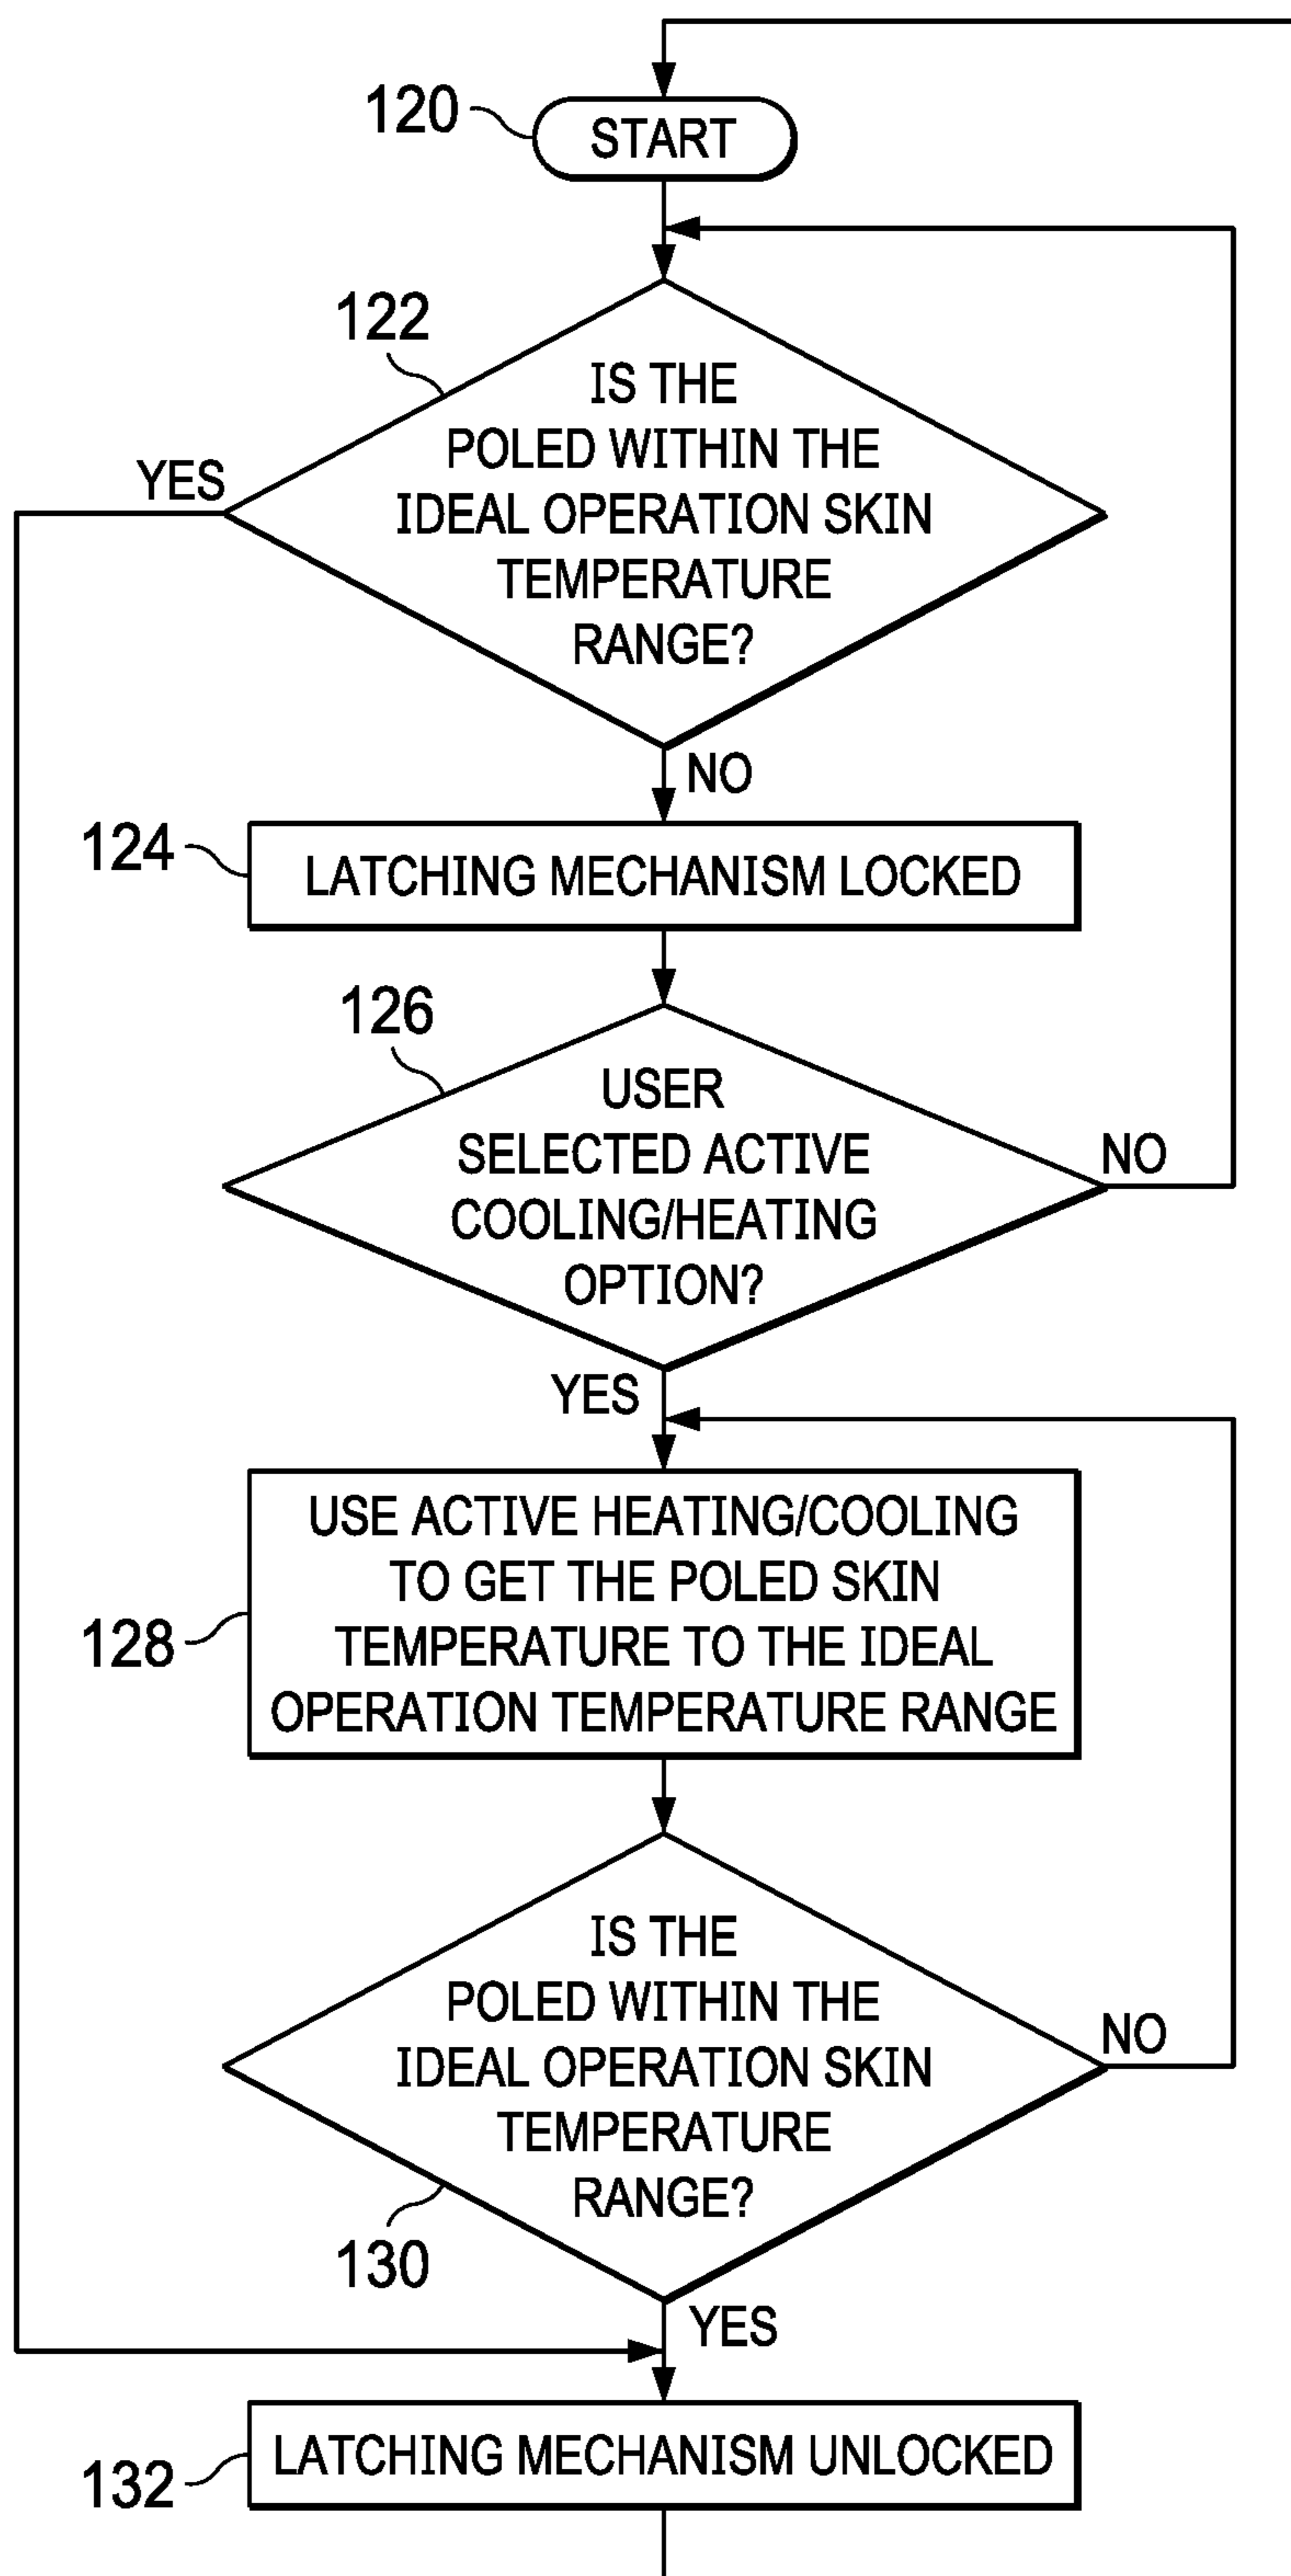 120
START
122
IS THE
POLED WITHIN THE
IDEAL OPERATION SKIN
TEMPERATURE
RANGE?
YES
NO
124
LATCHING MECHANISM LOCKED
126
USER
SELECTED ACTIVE
COOLING/HEATING
OPTION?
NO
YES
128
USE ACTIVE HEATING/COOLING
TO GET THE POLED SKIN
TEMPERATURE TO THE IDEAL
OPERATION TEMPERATURE RANGE
IS THE
POLED WITHIN THE
IDEAL OPERATION SKIN
TEMPERATURE
RANGE?
NO
130
YES
132
LATCHING MECHANISM UNLOCKED